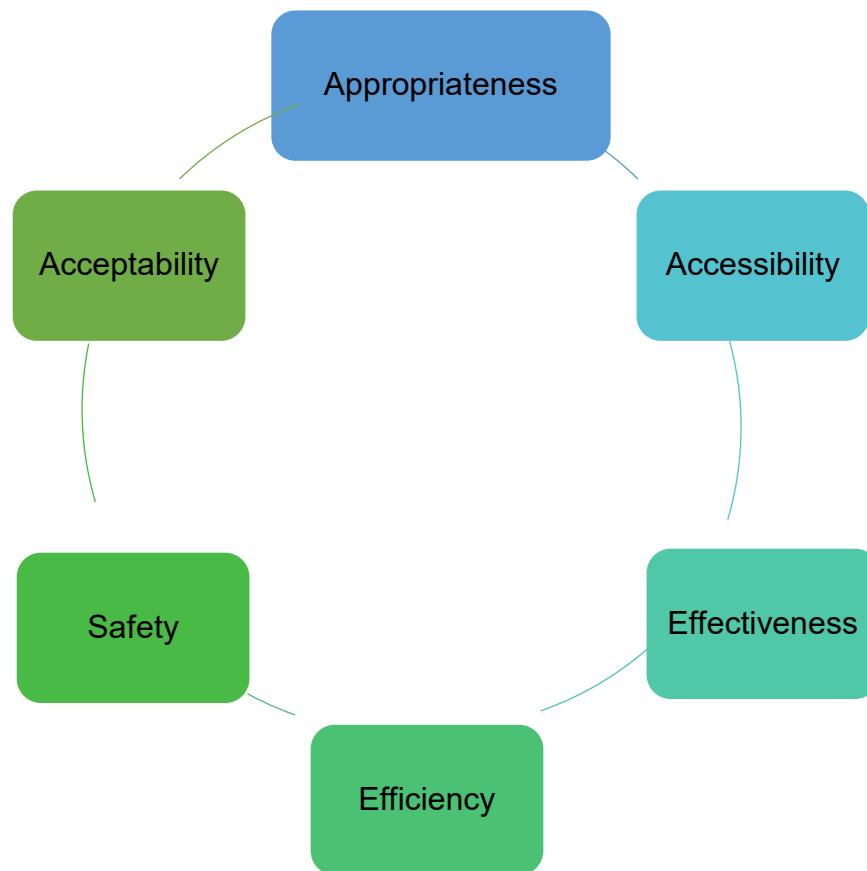 Appropriateness
Acceptability
Accessibility
Safety
Effectiveness
Efficiency